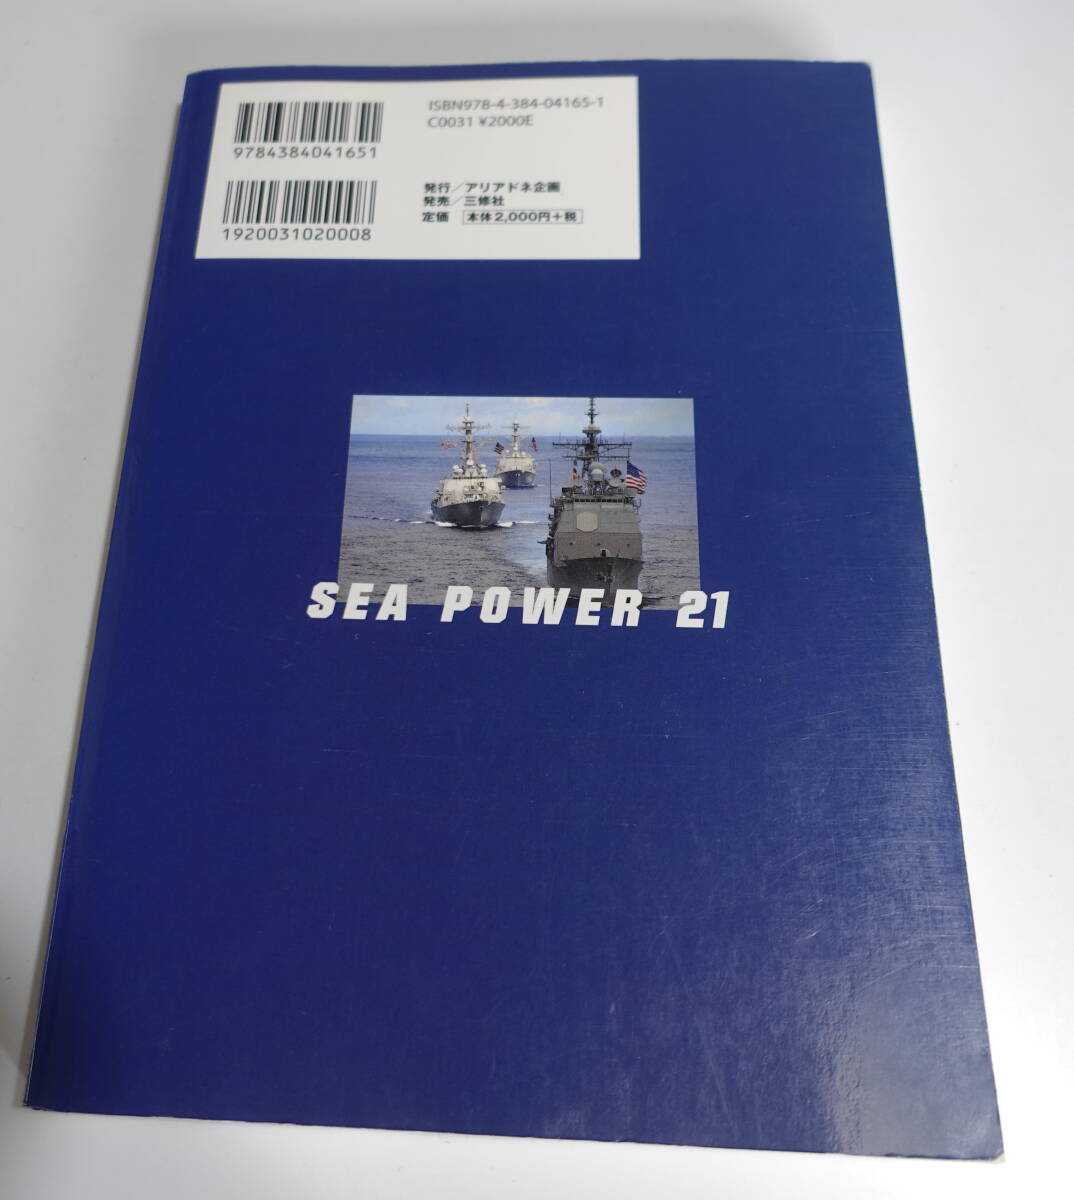 ISBN978-4-384-04165-1
C0031 ¥2000E
9784384041651
発行／アリアドネ企画
発売／三修社
定価 本体2,000円+税
1920031020008
SEA POWER 21